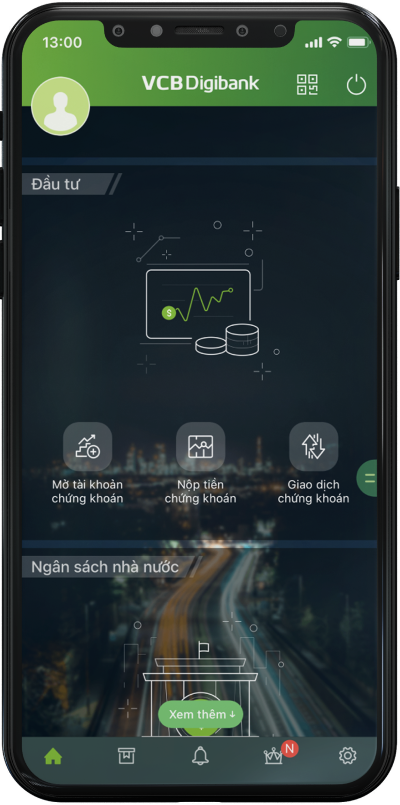 13:00
VCB Digibank
Đầu tư
$
Mở tài khoản
chứng khoán
Nộp tiền
chứng khoán
Giao dịch
chứng khoán
Ngân sách nhà nước
Xem thêm ↓
N